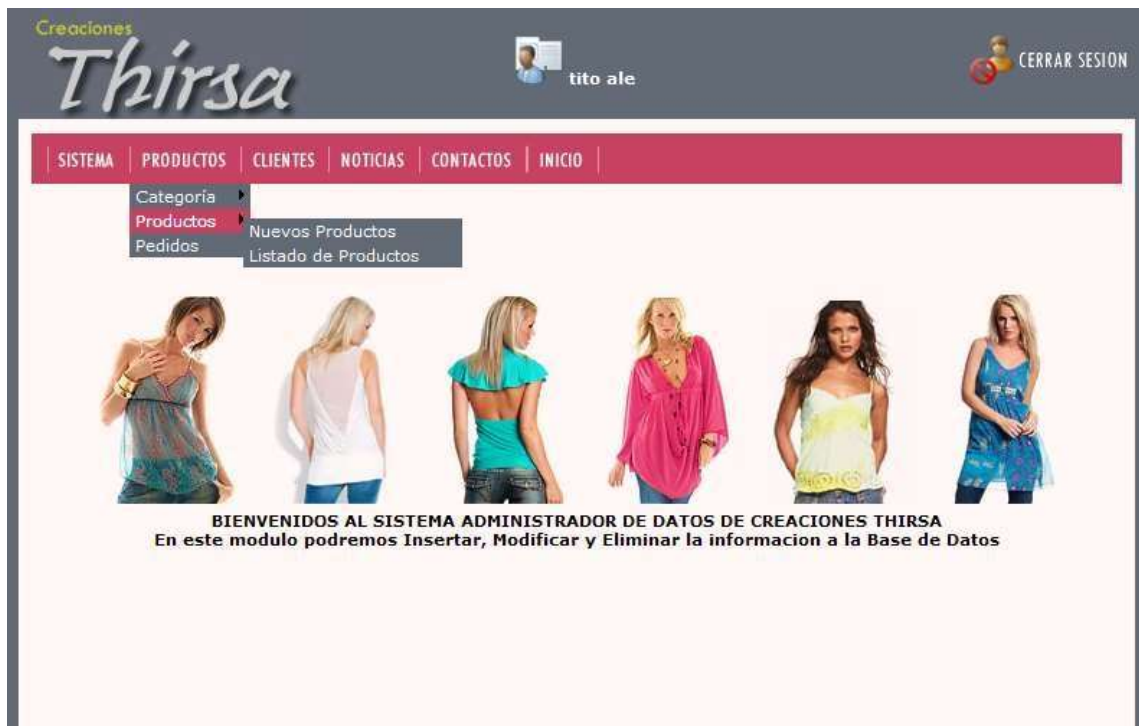 Creaciones
Thirsa
tito ale
CERRAR SESION
SISTEMA PRODUCTOS CLIENTES NOTICIAS CONTACTOS INICIO
Categoría
Productos
Pedidos
Nuevos Productos
Listado de Productos
BIENVENIDOS AL SISTEMA ADMINISTRADOR DE DATOS DE CREACIONES THIRSA
En este modulo podremos Insertar, Modificar y Eliminar la informacion a la Base de Datos